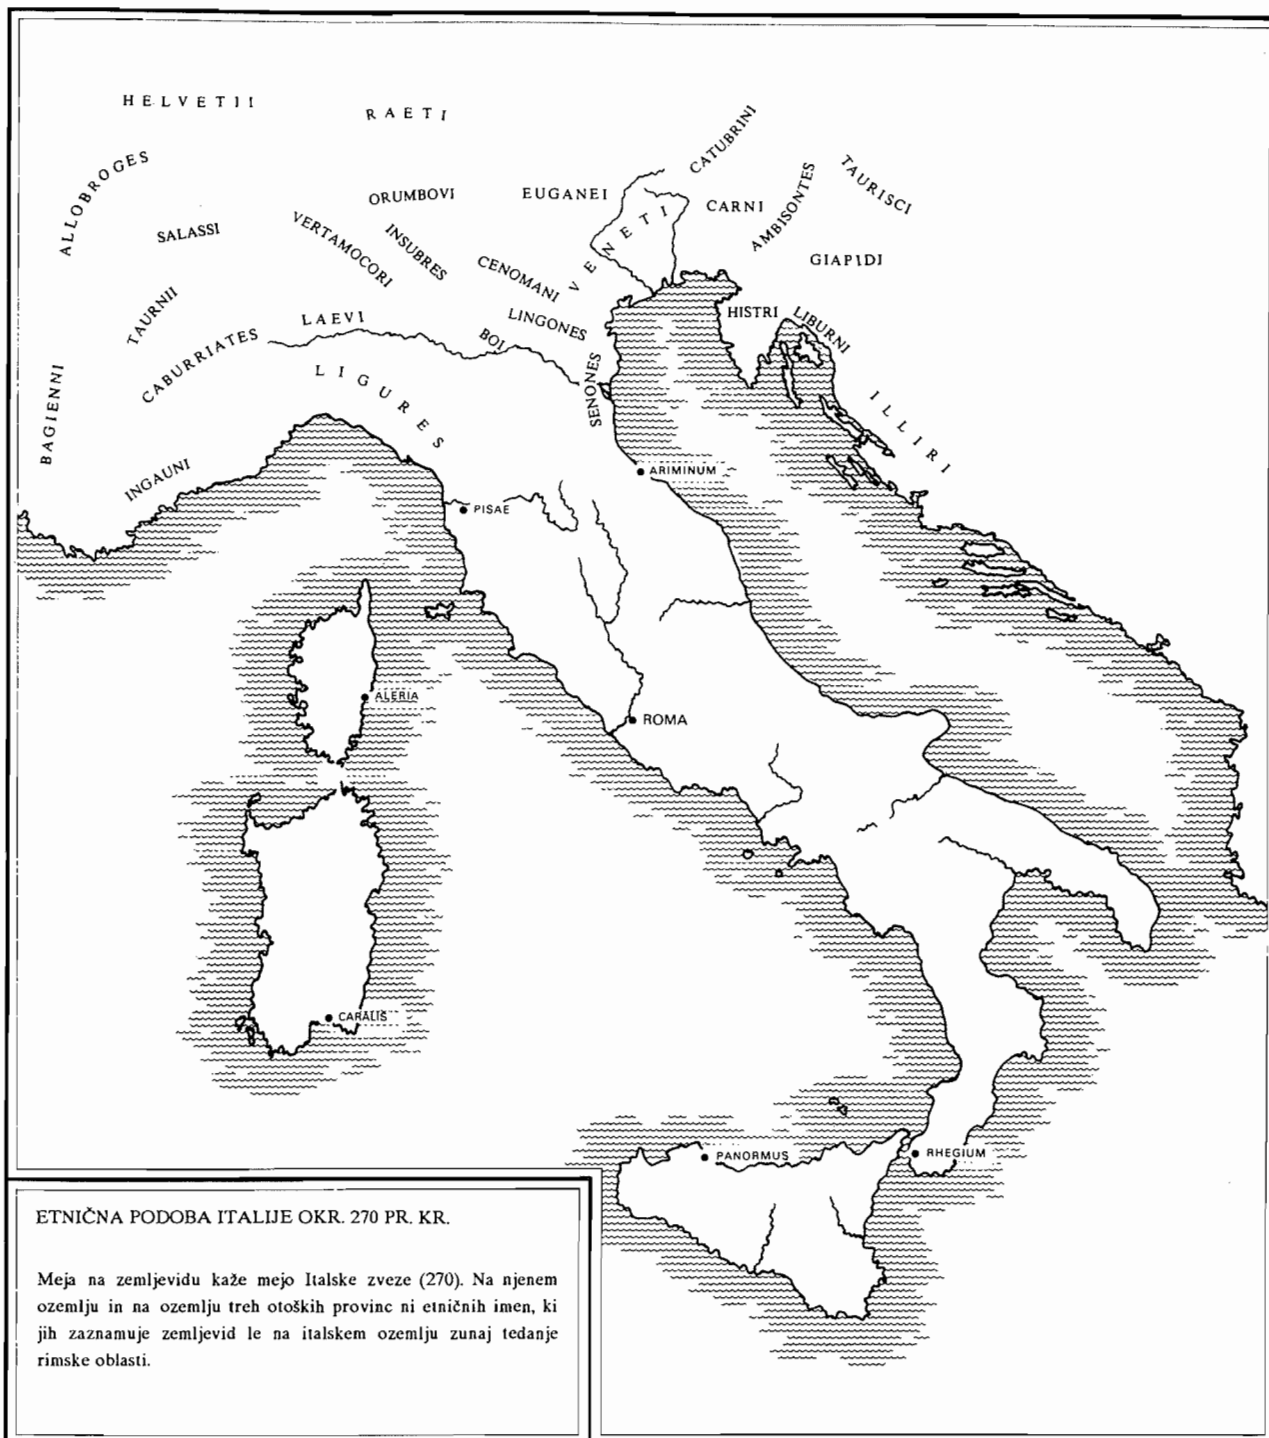 HELVETII
RAETI
CATUBRINI
ALLOBROGES
ORUMBOVI
EUGANEI
VENETI
CARNI
AMBISONTES
TAURISCI
SALASSI
VERTAMOCORI
INSUBRES
CENOMANI
GIAPIDI
TAURNII
LAEVI
LINGONES
BOI
HISTRI
LIBURNI
CABURRIATES
LIGURES
SENONES
ILLIRI
BAGIENNI
INGAUNI
ARIMINUM
PISAE
ALERIA
ROMA
CARALIS
PANORMUS
RHEGIUM
ETNIČNA PODOBA ITALIJE OKR. 270 PR. KR.
Meja na zemljevidu kaže mejo Italske zveze (270). Na njenem
ozemlju in na ozemlju treh otoških provinc ni etničnih imen, ki
jih zaznamuje zemljevid le na italskem ozemlju zunaj tedanje
rimske oblasti.